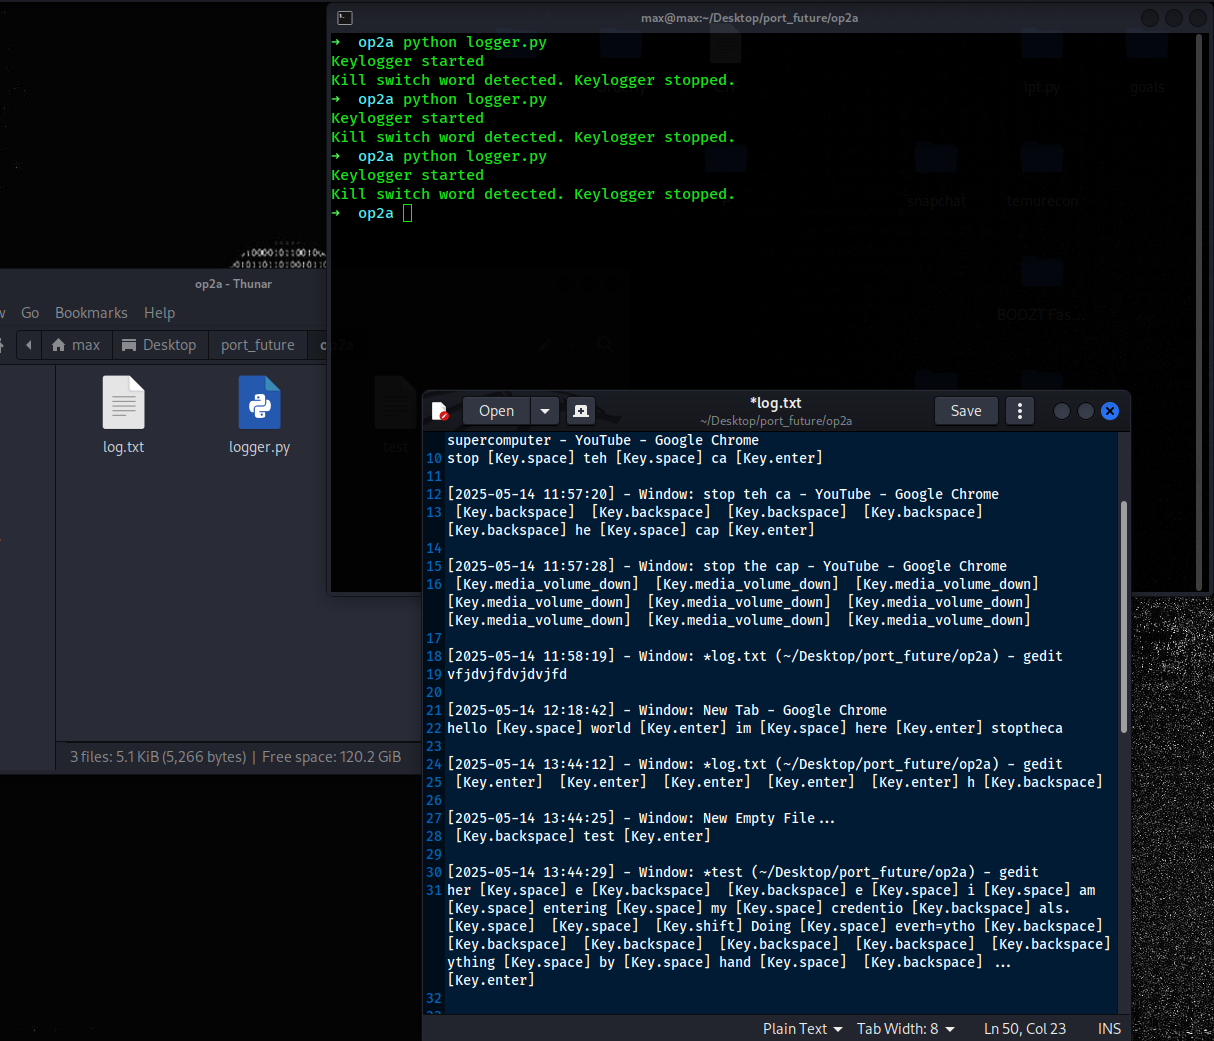 max@max:~/Desktop/port_future/op2a
➜ op2a python logger.py
Keylogger started
Kill switch word detected. Keylogger stopped.
➜ op2a python logger.py
Keylogger started
Kill switch word detected. Keylogger stopped.
➜ op2a python logger.py
Keylogger started
Kill switch word detected. Keylogger stopped.
➜ op2a
1pt.py
goals
snapchat
temurecon
BOOZT Fas...
test
op2a - Thunar
w Go Bookmarks Help
max Desktop port_future op2a
log.txt
logger.py
3 files: 5.1 KiB (5,266 bytes) | Free space: 120.2 GiB
Open
*log.txt
~/Desktop/port_future/op2a
Save
supercomputer - YouTube - Google Chrome
10 stop [Key.space] teh [Key.space] ca [Key.enter]
11
12 [2025-05-14 11:57:20] - Window: stop teh ca - YouTube - Google Chrome
13 [Key.backspace] [Key.backspace] [Key.backspace] [Key.backspace]
[Key.backspace] he [Key.space] cap [Key.enter]
14
15 [2025-05-14 11:57:28] - Window: stop the cap - YouTube - Google Chrome
16 [Key.media_volume_down] [Key.media_volume_down] [Key.media_volume_down]
[Key.media_volume_down] [Key.media_volume_down] [Key.media_volume_down]
[Key.media_volume_down] [Key.media_volume_down] [Key.media_volume_down]
17
18 [2025-05-14 11:58:19] - Window: *log.txt (~/Desktop/port_future/op2a) - gedit
19 vfjdvjfdvjdvjfd
20
21 [2025-05-14 12:18:42] - Window: New Tab - Google Chrome
22 hello [Key.space] world [Key.enter] im [Key.space] here [Key.enter] stoptheca
23
24 [2025-05-14 13:44:12] - Window: *log.txt (~/Desktop/port_future/op2a) - gedit
25 [Key.enter] [Key.enter] [Key.enter] [Key.enter] [Key.enter] h [Key.backspace]
26
27 [2025-05-14 13:44:25] - Window: New Empty File...
28 [Key.backspace] test [Key.enter]
29
30 [2025-05-14 13:44:29] - Window: *test (~/Desktop/port_future/op2a) - gedit
31 her [Key.space] e [Key.backspace] [Key.backspace] e [Key.space] i [Key.space] am
[Key.space] entering [Key.space] my [Key.space] credentio [Key.backspace] als.
[Key.space] [Key.space] [Key.shift] Doing [Key.space] everh=ytho [Key.backspace]
[Key.backspace] [Key.backspace] [Key.backspace] [Key.backspace] [Key.backspace]
ything [Key.space] by [Key.space] hand [Key.space] [Key.backspace] ...
[Key.enter]
32
Plain Text Tab Width: 8 Ln 50, Col 23 INS